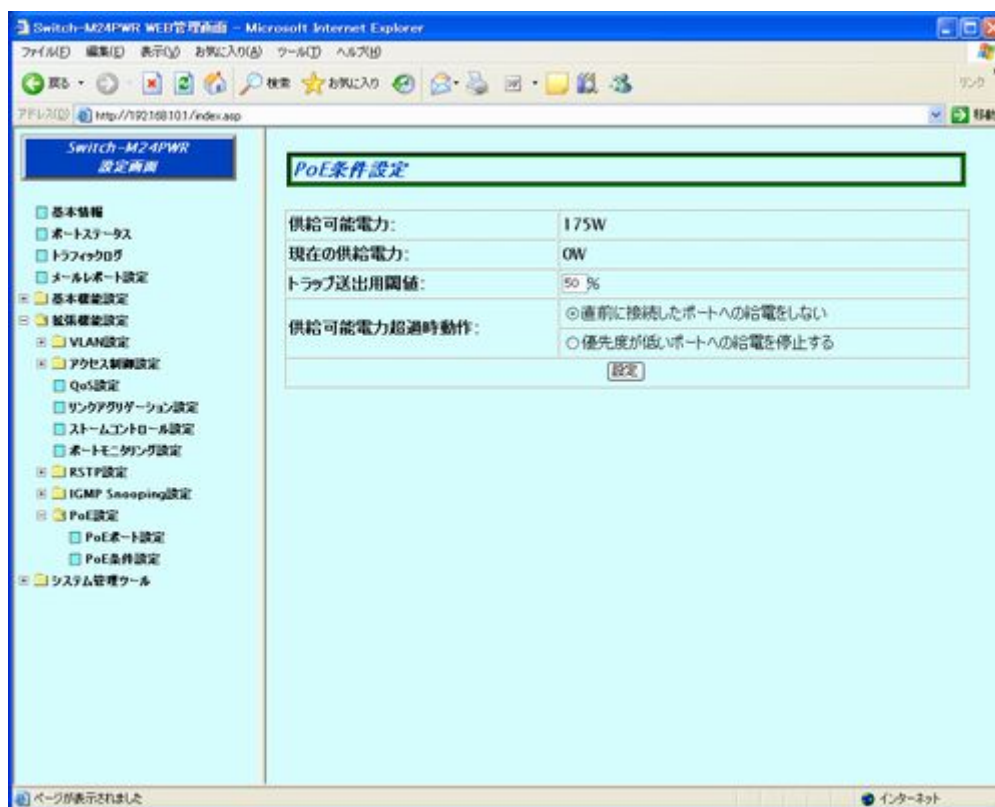 Switch-M24PWR WEB管理画面 - Microsoft Internet Explorer
ファイル(F) 編集(E) 表示(V) お気に入り(A) ツール(T) ヘルプ(H)
戻る 検索 お気に入り リンク
アドレス(D) http://192.168.10.1/index.asp 移動
Switch-M24PWR
設定画面
基本情報
ポートステータス
トラフィックログ
メールレポート設定
基本機能設定
拡張機能設定
VLAN設定
アクセス制御設定
QoS設定
リンクアグリゲーション設定
ストームコントロール設定
ポートモニタリング設定
RSTP設定
IGMP Snooping設定
PoE設定
PoEポート設定
PoE条件設定
システム管理ツール
PoE条件設定
供給可能電力: 175W
現在の供給電力: 0W
トラップ送出用閾値: 50 %
供給可能電力超過時動作:
直前に接続したポートへの給電をしない
優先度が低いポートへの給電を停止する
設定
ページが表示されました インターネット